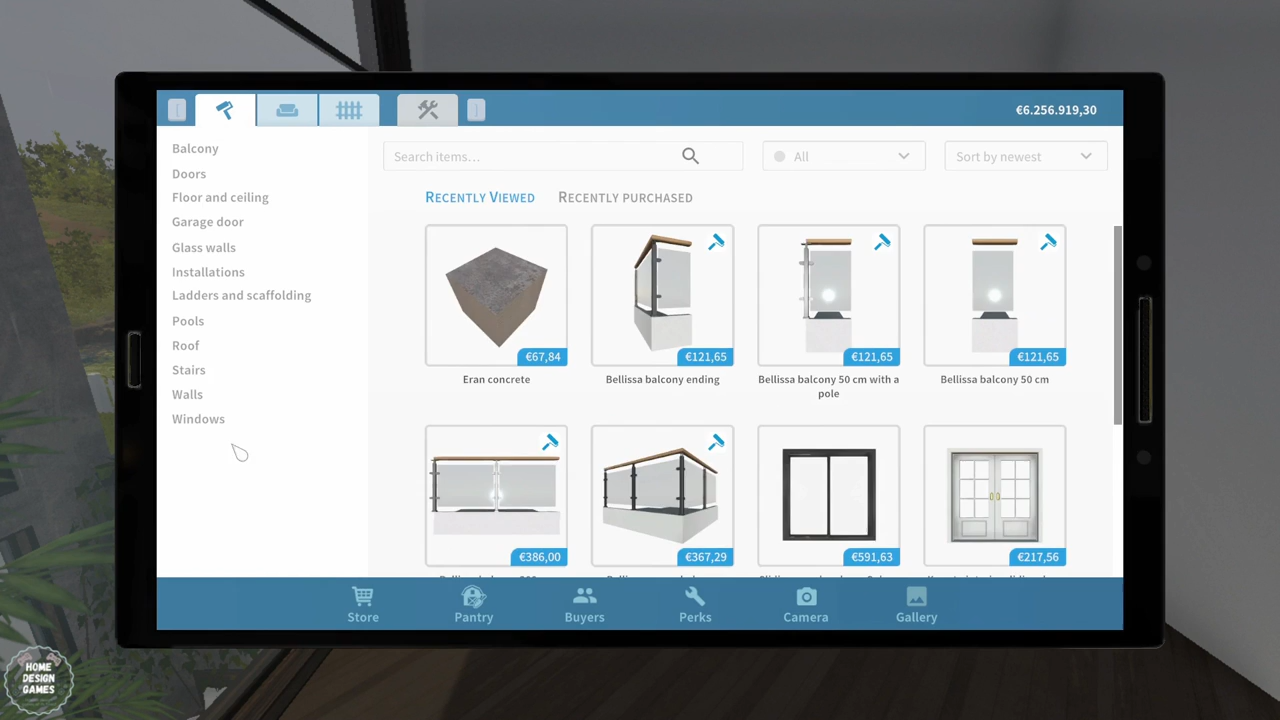 €6.256.919,30
Balcony
Doors
Floor and ceiling
Garage door
Glass walls
Installations
Ladders and scaffolding
Pools
Roof
Stairs
Walls
Windows
Search items...
All
Sort by newest
RECENTLY VIEWED
RECENTLY PURCHASED
€67,84
€121,65
€121,65
€121,65
Eran concrete
Bellissa balcony ending
Bellissa balcony 50 cm with a
pole
Bellissa balcony 50 cm
€386,00
€367,29
€591,63
€217,56
Store
Pantry
Buyers
Perks
Camera
Gallery
HOME
DESIGN
GAMES